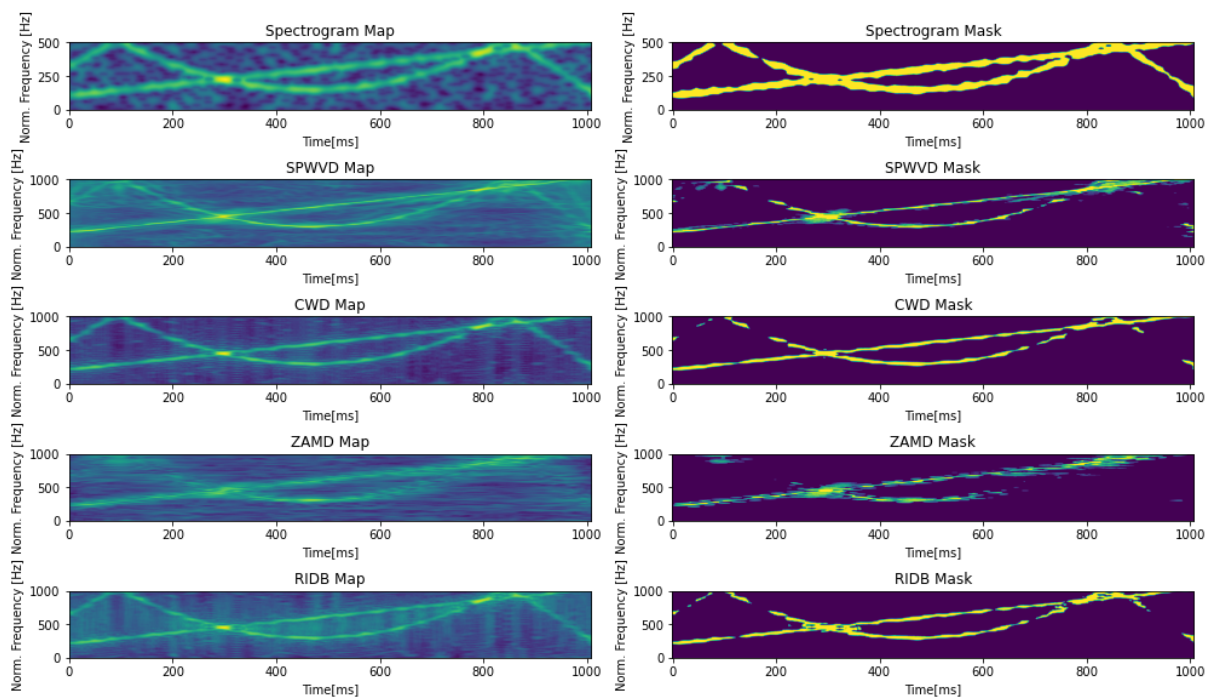 Spectrogram Map
Norm. Frequency [Hz]
500
250
0
0 200 400 600 800 1000
Time[ms]
Spectrogram Mask
Norm. Frequency [Hz]
500
250
0
0 200 400 600 800 1000
Time[ms]
SPWVD Map
Norm. Frequency [Hz]
1000
500
0
0 200 400 600 800 1000
Time[ms]
SPWVD Mask
Norm. Frequency [Hz]
1000
500
0
0 200 400 600 800 1000
Time[ms]
CWD Map
Norm. Frequency [Hz]
1000
500
0
0 200 400 600 800 1000
Time[ms]
CWD Mask
Norm. Frequency [Hz]
1000
500
0
0 200 400 600 800 1000
Time[ms]
ZAMD Map
Norm. Frequency [Hz]
1000
500
0
0 200 400 600 800 1000
Time[ms]
ZAMD Mask
Norm. Frequency [Hz]
1000
500
0
0 200 400 600 800 1000
Time[ms]
RIDB Map
Norm. Frequency [Hz]
1000
500
0
0 200 400 600 800 1000
Time[ms]
RIDB Mask
Norm. Frequency [Hz]
1000
500
0
0 200 400 600 800 1000
Time[ms]